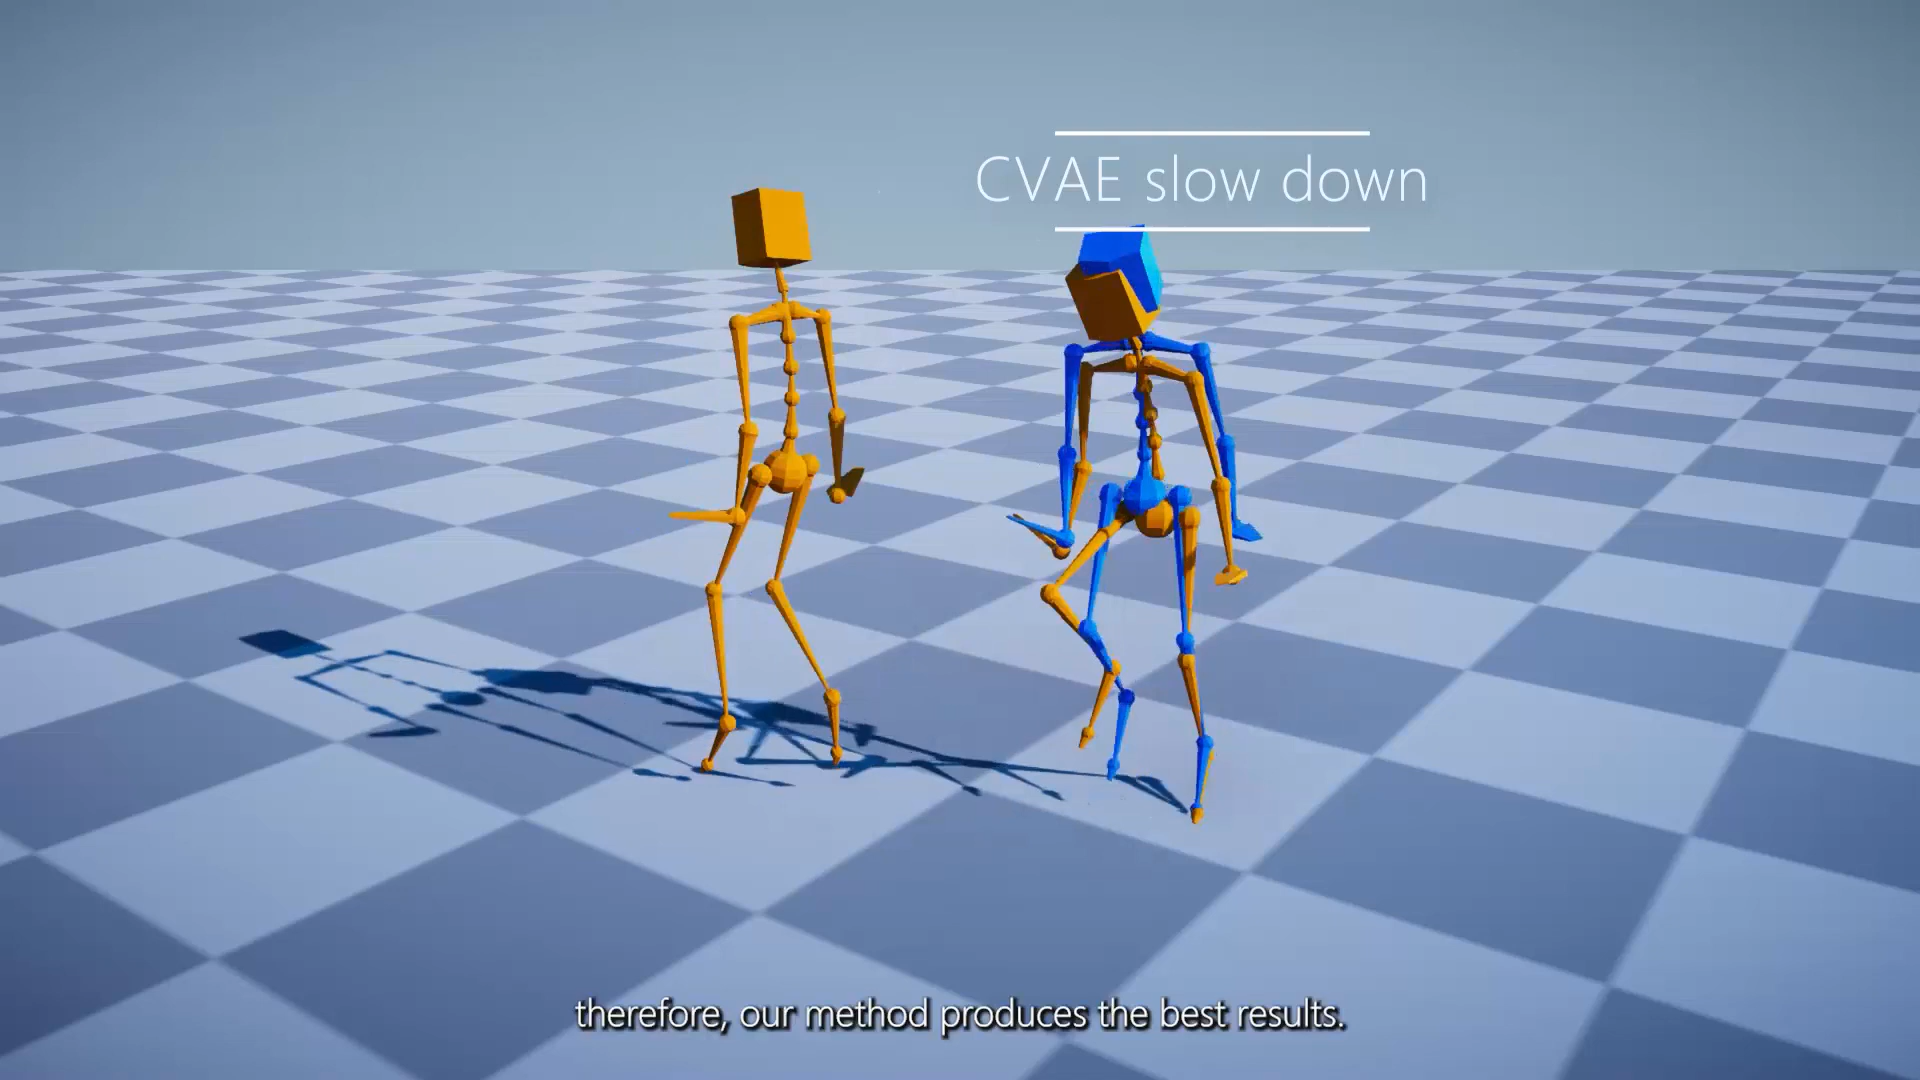 CVAE slow down
therefore, our method produces the best results.